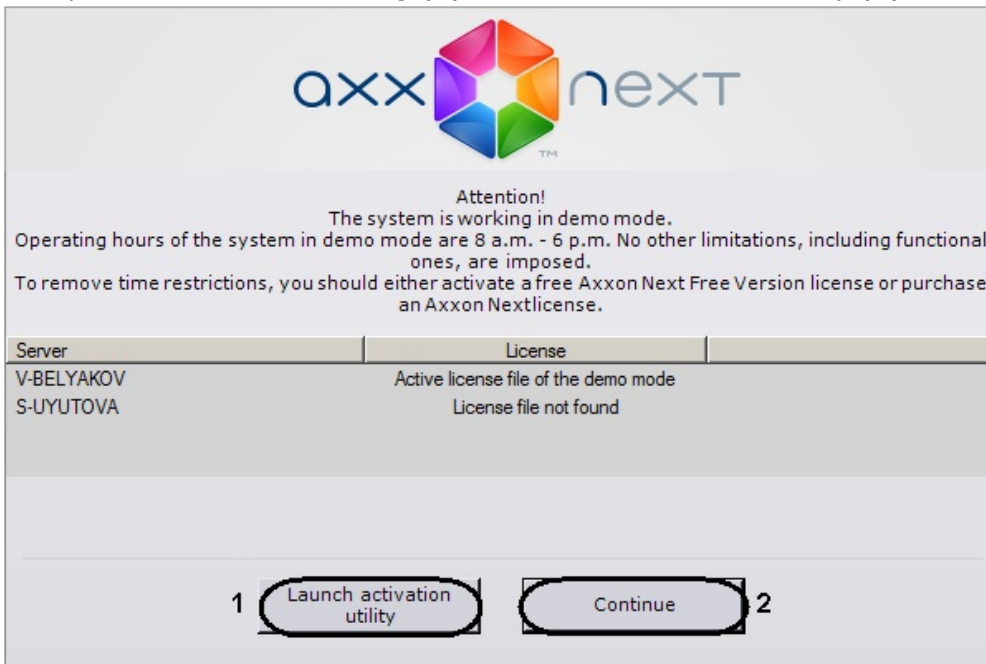 axx next
TM
Attention!
The system is working in demo mode.
Operating hours of the system in demo mode are 8 a.m. - 6 p.m. No other limitations, including functional
ones, are imposed.
To remove time restrictions, you should either activate a free Axxon Next Free Version license or purchase
an Axxon Nextlicense.
Server License
V-BELYAKOV Active license file of the demo mode
S-UYUTOVA License file not found
1 Launch activation
utility
Continue 2